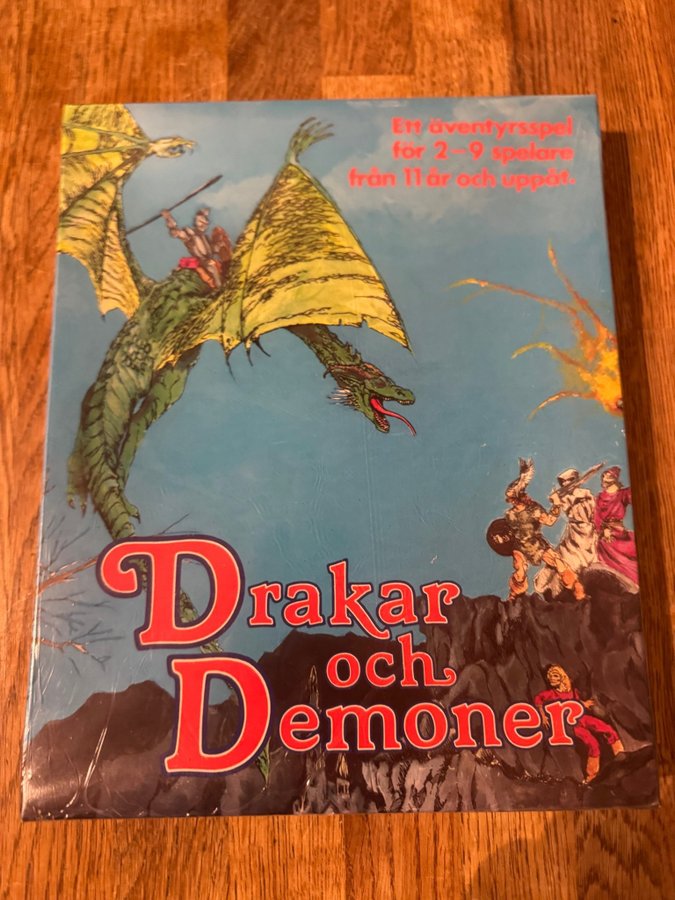 Ett äventyrsspel
för 2–9 spelare
från 11 år och uppåt.
Drakar
och
Demoner